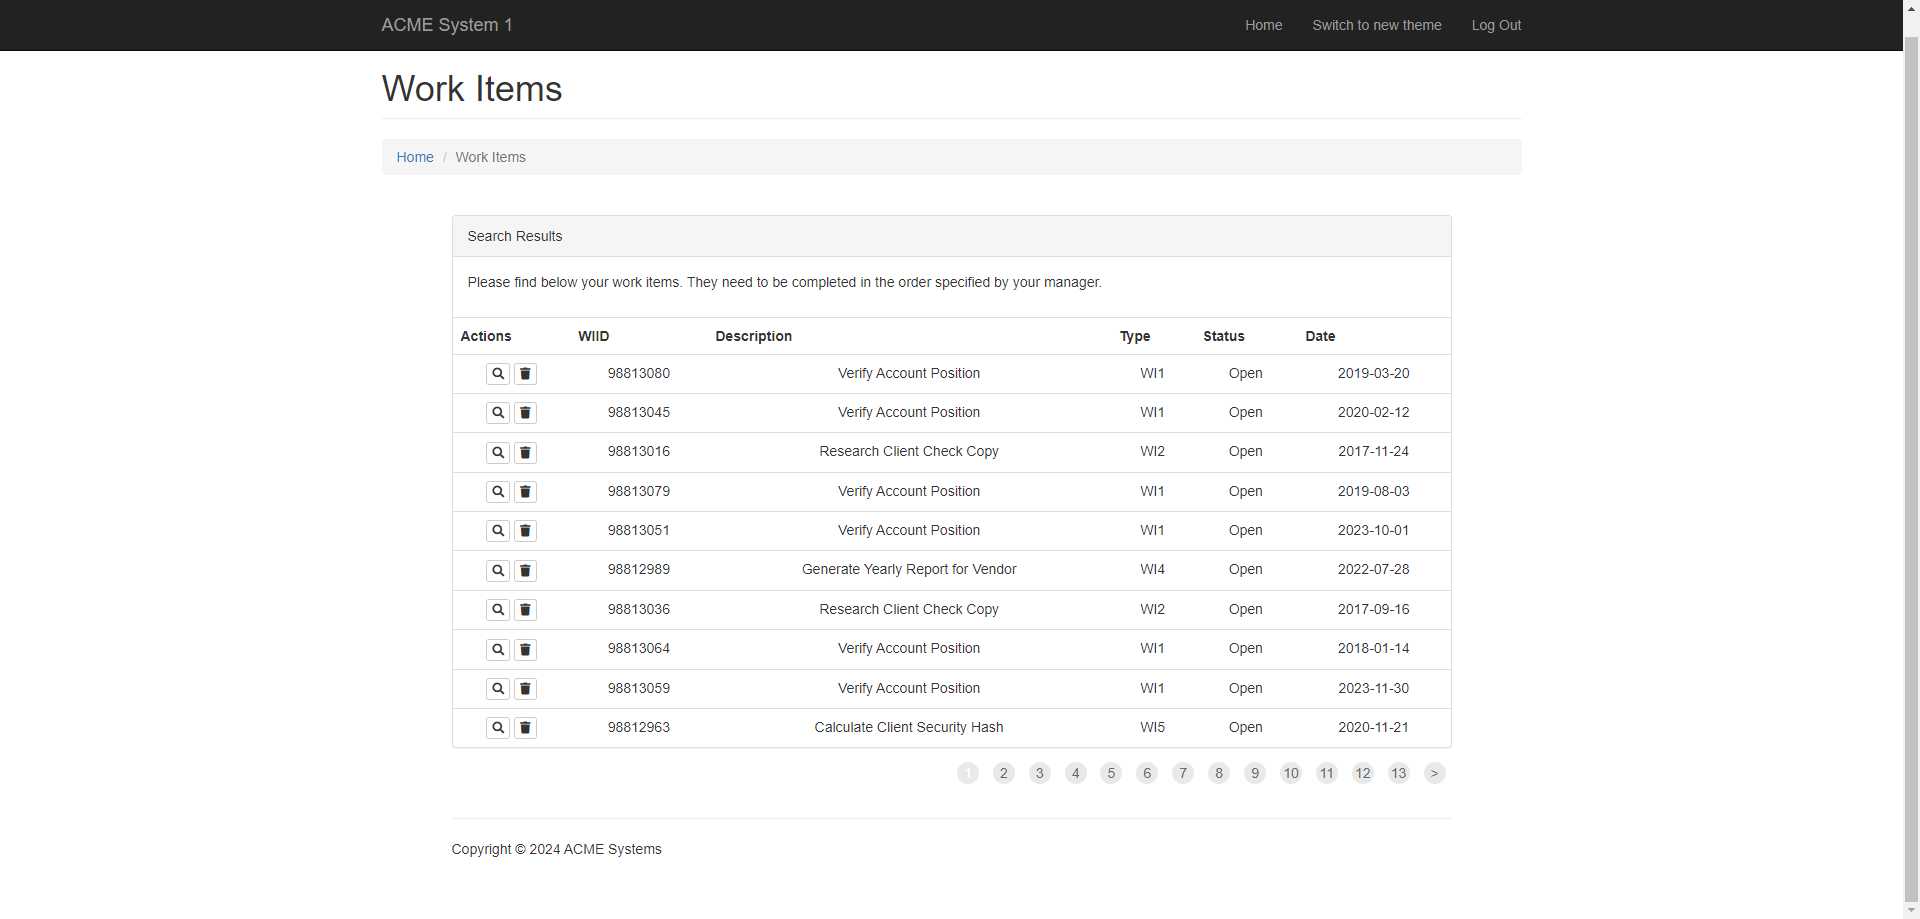 ACME System 1 Home Switch to new theme Log Out
Work Items
Home / Work Items
Search Results
Please find below your work items. They need to be completed in the order specified by your manager.
Actions WIID Description Type Status Date
98813080 Verify Account Position WI1 Open 2019-03-20
98813045 Verify Account Position WI1 Open 2020-02-12
98813016 Research Client Check Copy WI2 Open 2017-11-24
98813079 Verify Account Position WI1 Open 2019-08-03
98813051 Verify Account Position WI1 Open 2023-10-01
98812989 Generate Yearly Report for Vendor WI4 Open 2022-07-28
98813036 Research Client Check Copy WI2 Open 2017-09-16
98813064 Verify Account Position WI1 Open 2018-01-14
98813059 Verify Account Position WI1 Open 2023-11-30
98812963 Calculate Client Security Hash WI5 Open 2020-11-21
1 2 3 4 5 6 7 8 9 10 11 12 13 >
Copyright © 2024 ACME Systems